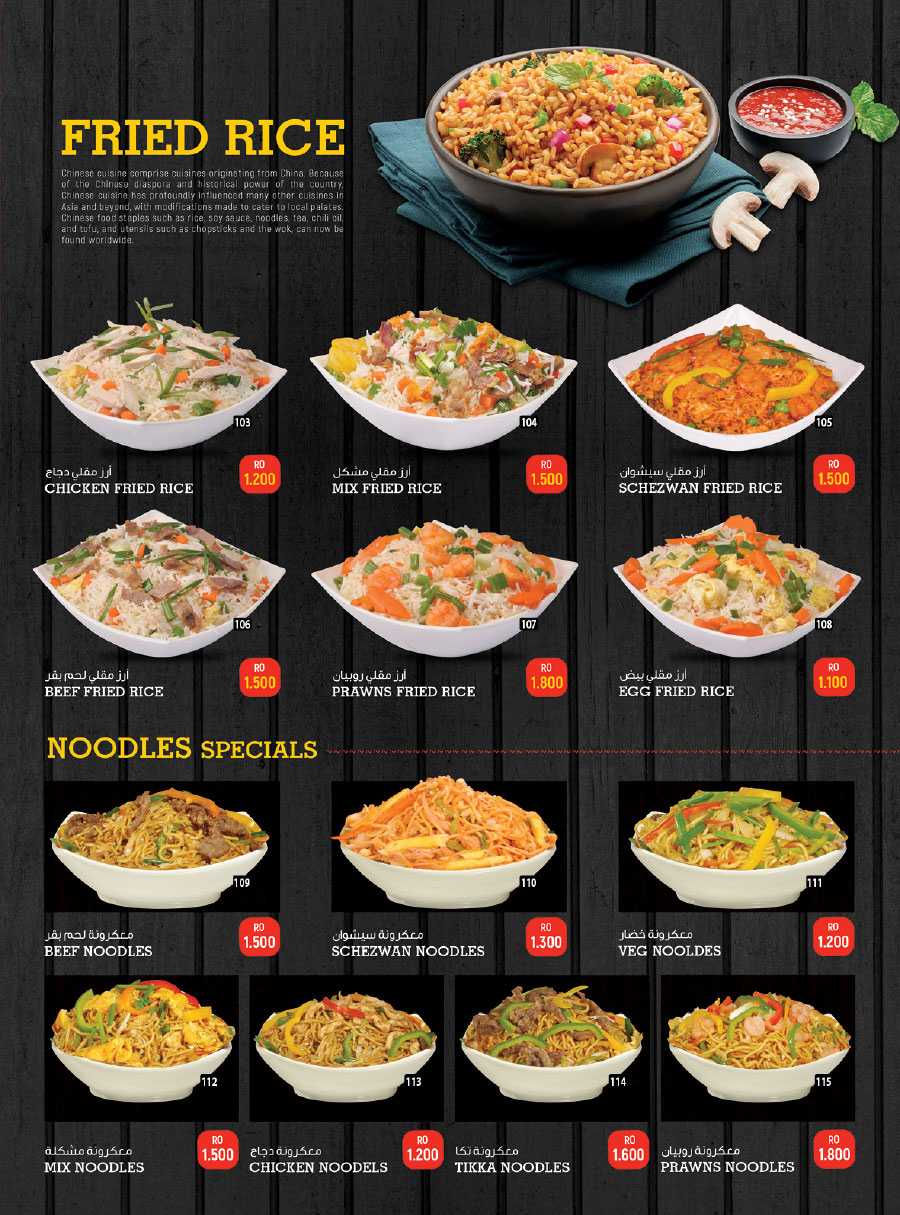 FRIED RICE
Chinese cuisine comprise cuisines originating from China. Because
of the Chinese diaspora and historical power of the country,
Chinese cuisine has profoundly influenced many other cuisines in
Asia and beyond, with modifications made to cater to local palates.
Chinese food staples such as rice, soy sauce, noodles, tea, chili oil,
and tofu, and utensils such as chopsticks and the wok, can now be
found worldwide.
103
أرز مقلي دجاج
CHICKEN FRIED RICE
RO
1.200
104
أرز مقلي مشكل
MIX FRIED RICE
RO
1.500
105
أرز مقلي سيشوان
SCHEZWAN FRIED RICE
RO
1.500
106
أرز مقلي لحم بقر
BEEF FRIED RICE
RO
1.500
107
أرز مقلي روبيان
PRAWNS FRIED RICE
RO
1.800
108
أرز مقلي بيض
EGG FRIED RICE
RO
1.100
NOODLES SPECIALS
109
معكرونة لحم بقر
BEEF NOODLES
RO
1.500
110
معكرونة سيشوان
SCHEZWAN NOODLES
RO
1.300
111
معكرونة خضار
VEG NOOLDES
RO
1.200
112
معكرونة مشكلة
MIX NOODLES
RO
1.500
113
معكرونة دجاج
CHICKEN NOODELS
RO
1.200
114
معكرونة تكا
TIKKA NOODLES
RO
1.600
115
معكرونة روبيان
PRAWNS NOODLES
RO
1.800